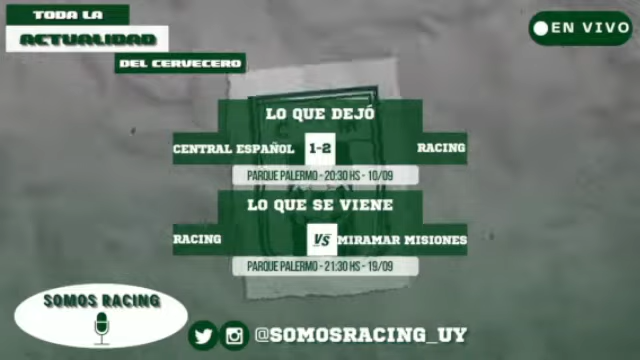 TODA LA
ACTUALIDAD
DEL CERVECERO
EN VIVO
LO QUE DEJÓ
CENTRAL ESPAÑOL 1-2 RACING
PARQUE PALERMO - 20:30 HS - 10/09
LO QUE SE VIENE
RACING VS MIRAMAR MISIONES
PARQUE PALERMO - 21:30 HS - 19/09
SOMOS RACING
@SOMOSRACING_UY